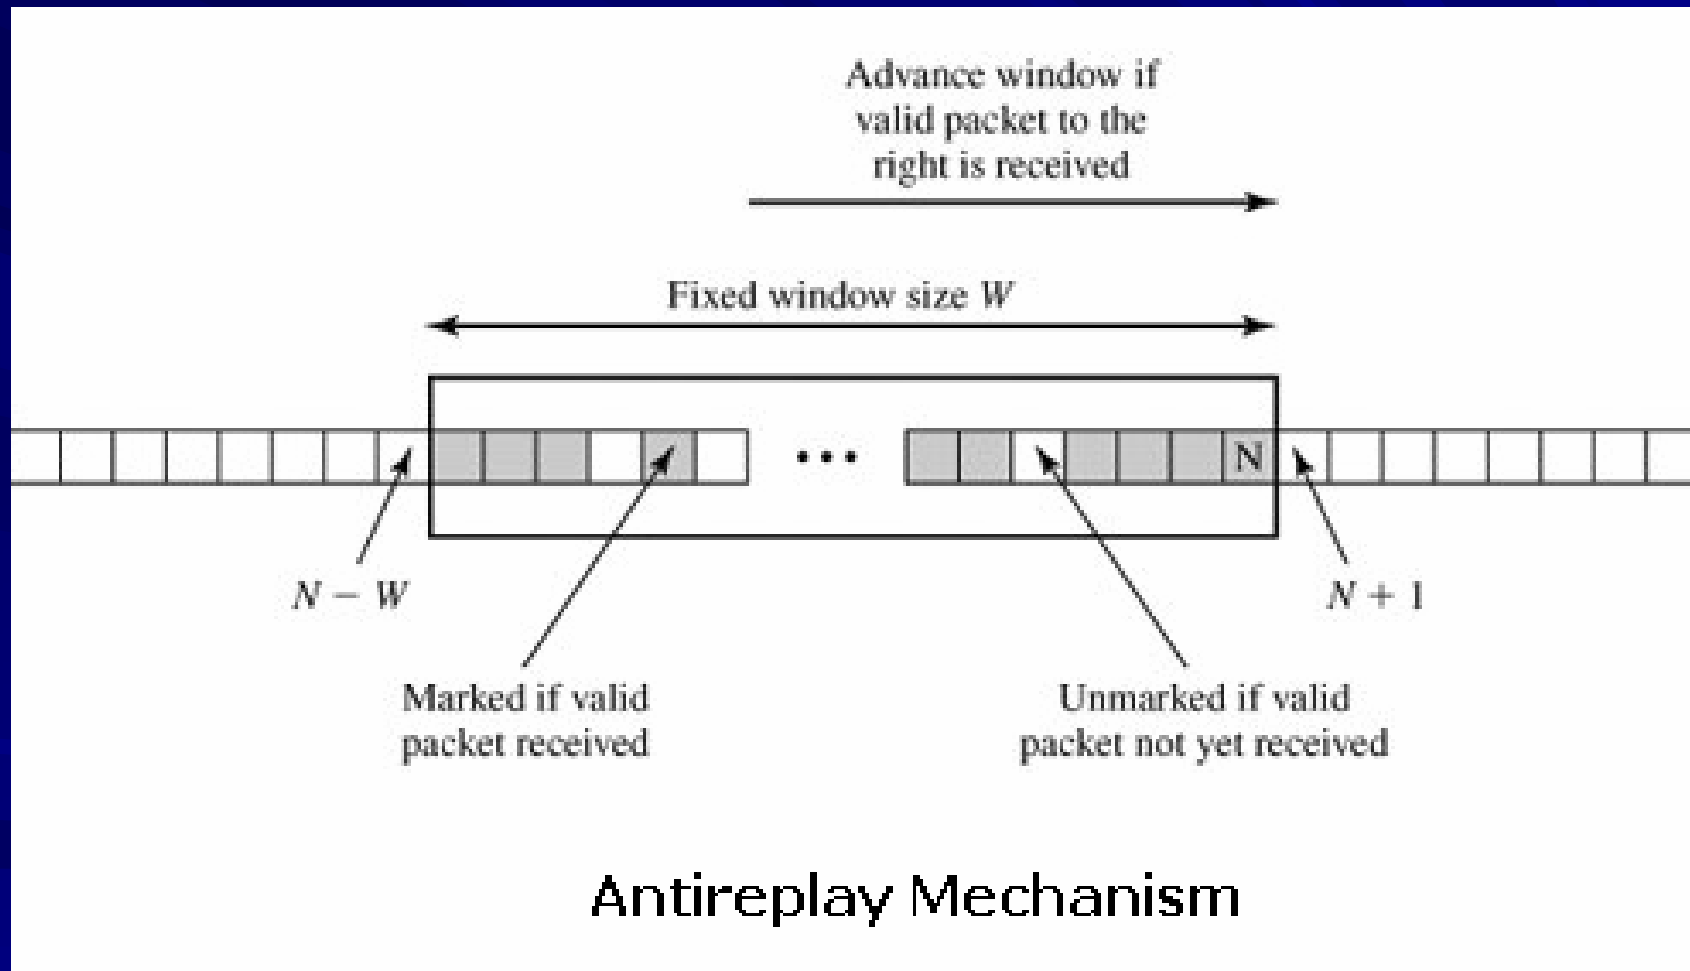 Advance window if
valid packet to the
right is received
Fixed window size W
N
N − W
N + 1
Marked if valid
packet received
Unmarked if valid
packet not yet received
Antireplay Mechanism